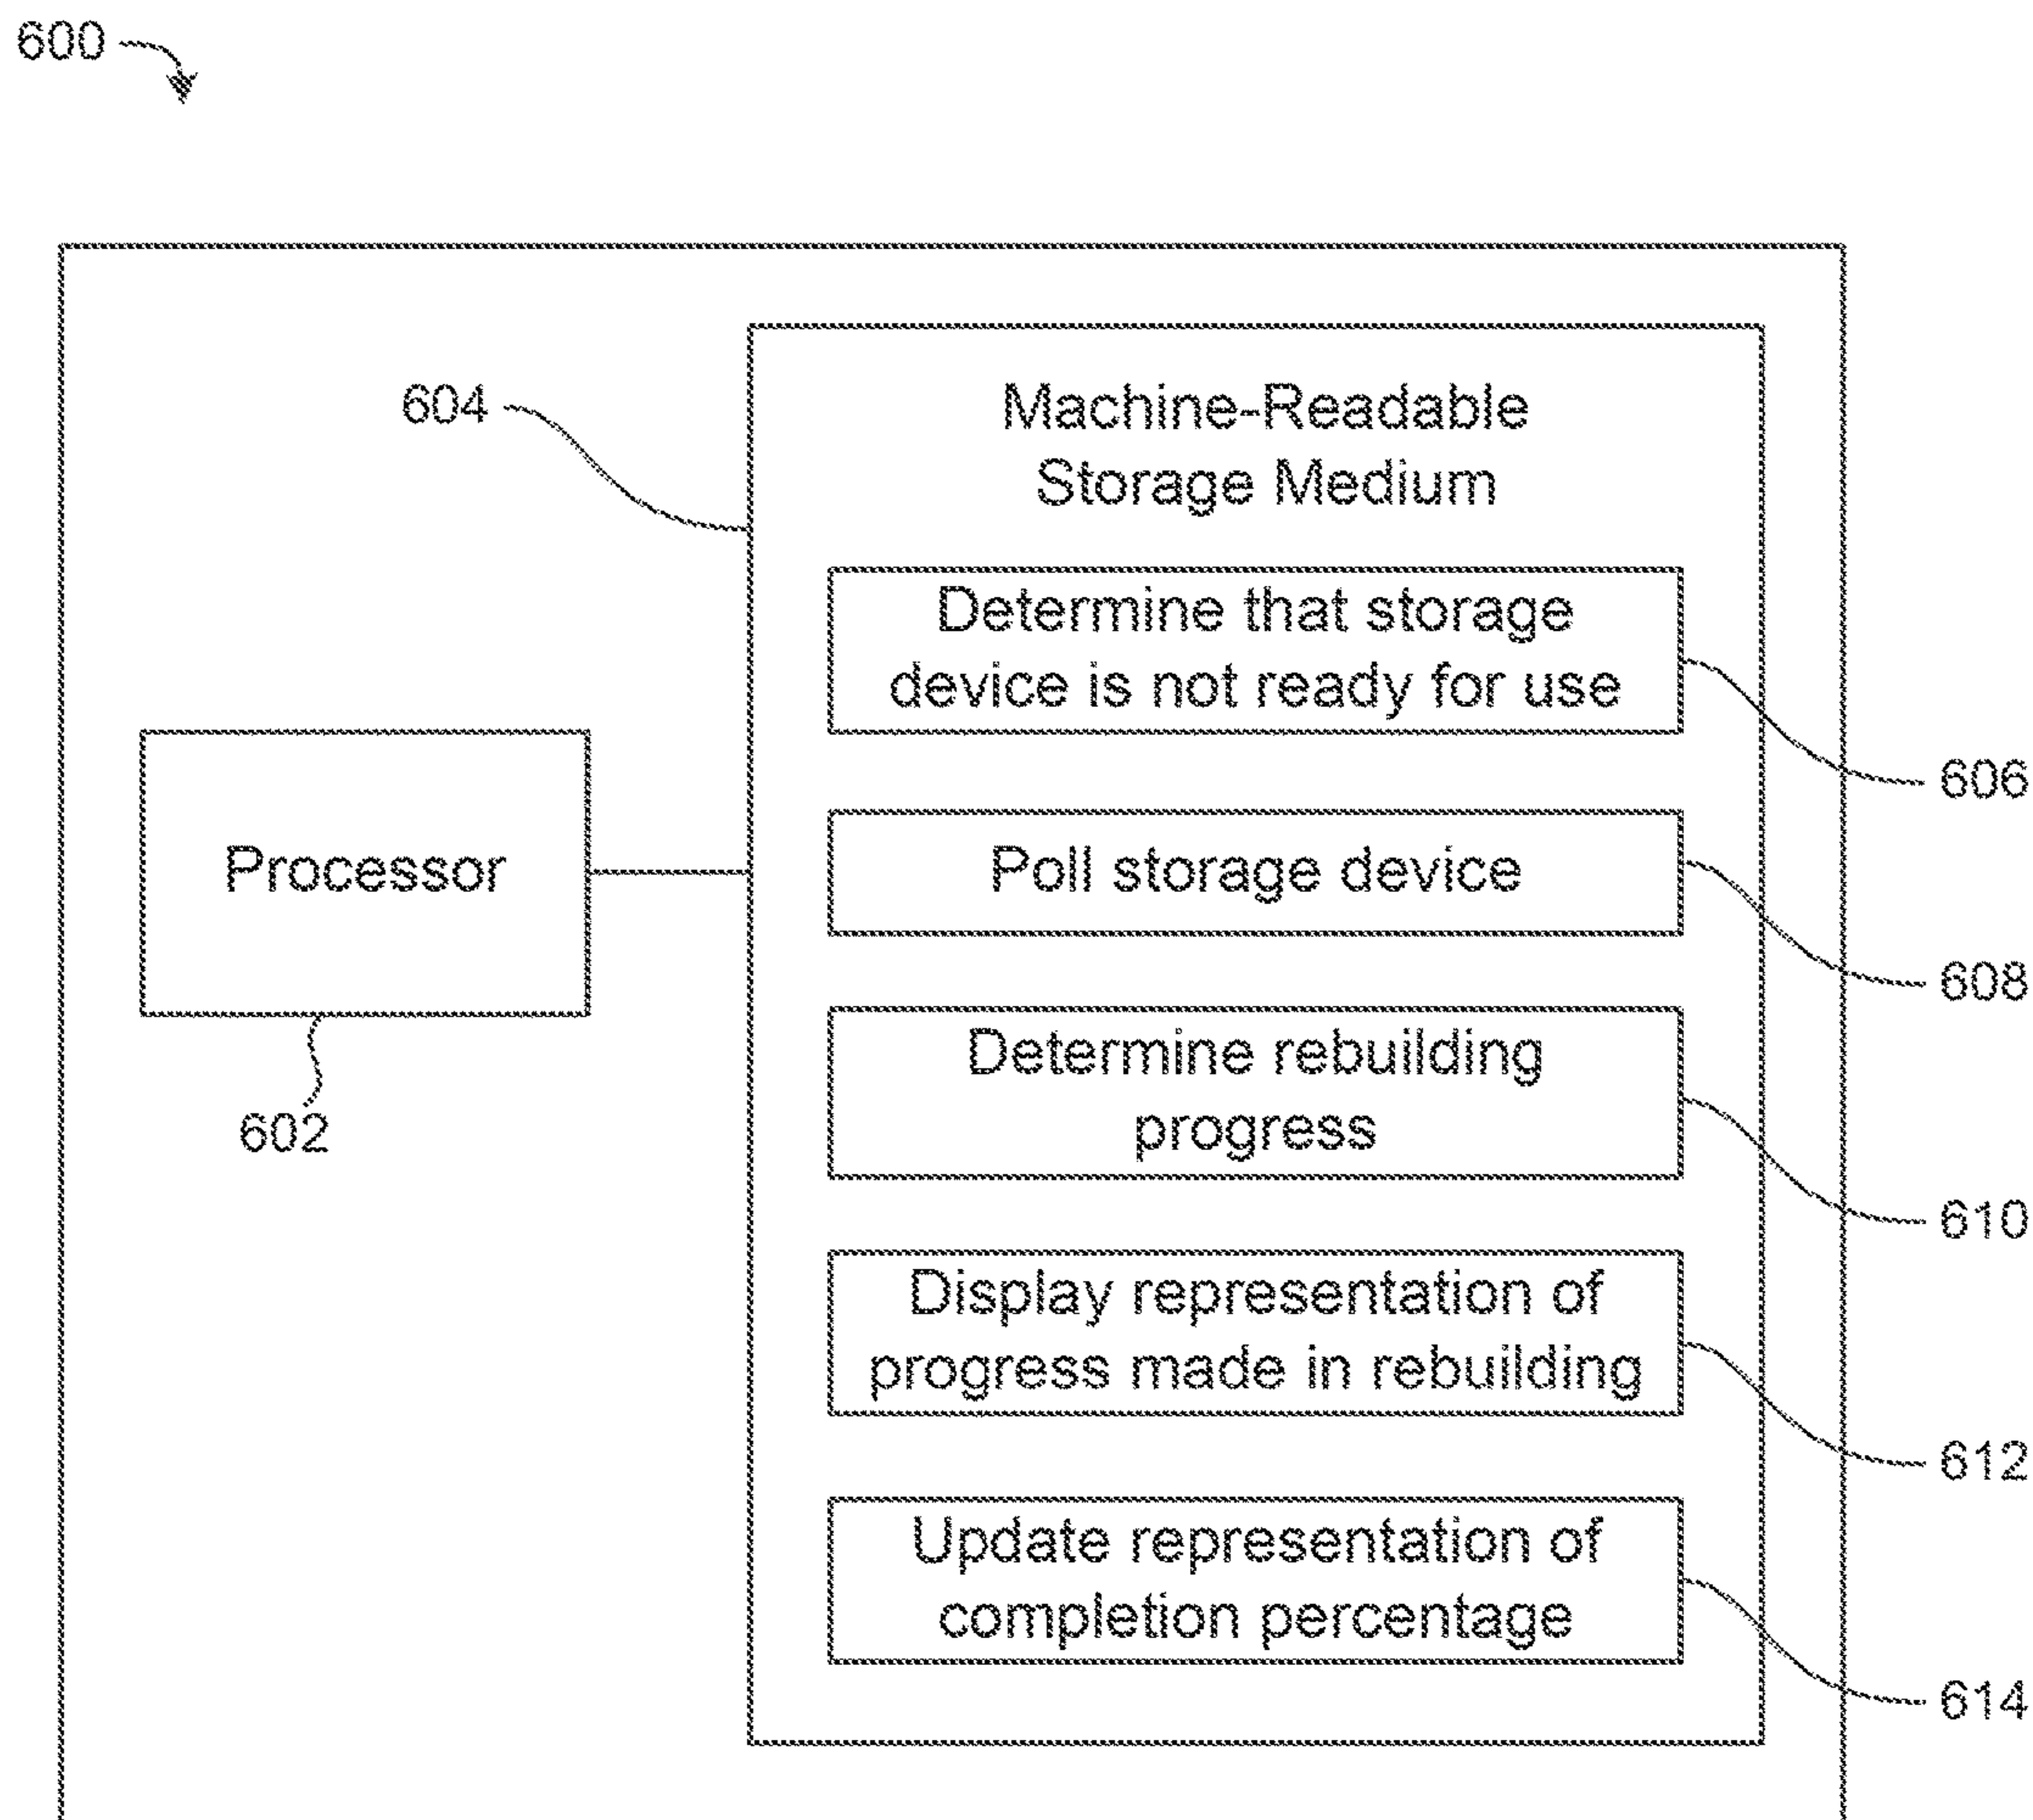 600
604
Machine-Readable
Storage Medium
Determine that storage
device is not ready for use
606
Processor
Poll storage device
608
602
Determine rebuilding
progress
610
Display representation of
progress made in rebuilding
612
Update representation of
completion percentage
614